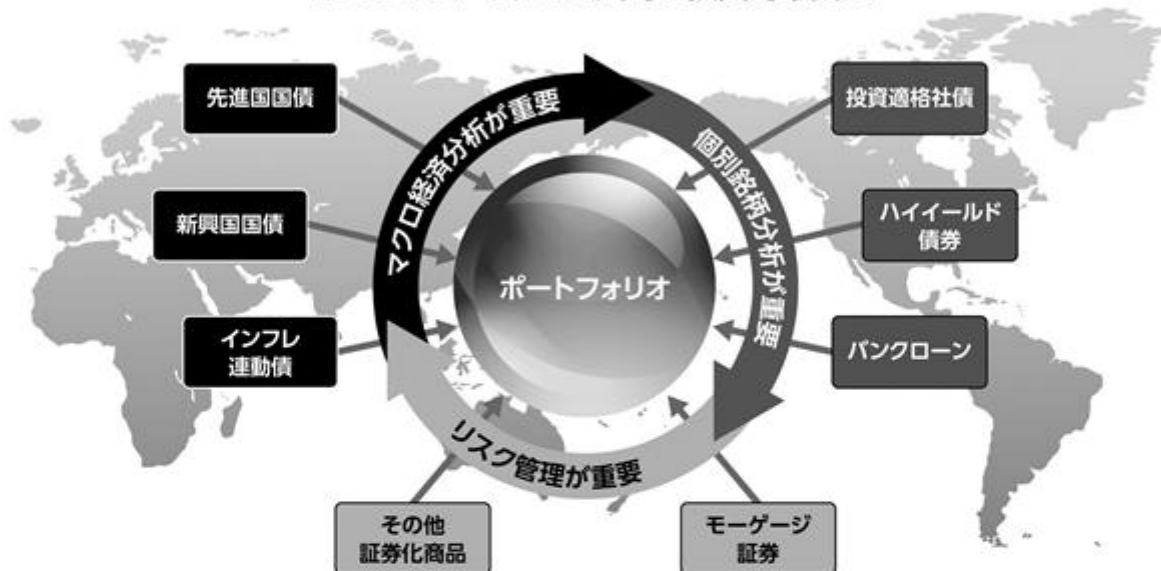 先進国国債
投資適格社債
マクロ経済分析が重要
個別銘柄分析が重要
新興国国債
ハイイールド
債券
ポートフォリオ
インフレ
連動債
バンクローン
リスク管理が重要
その他
証券化商品
モーゲージ
証券